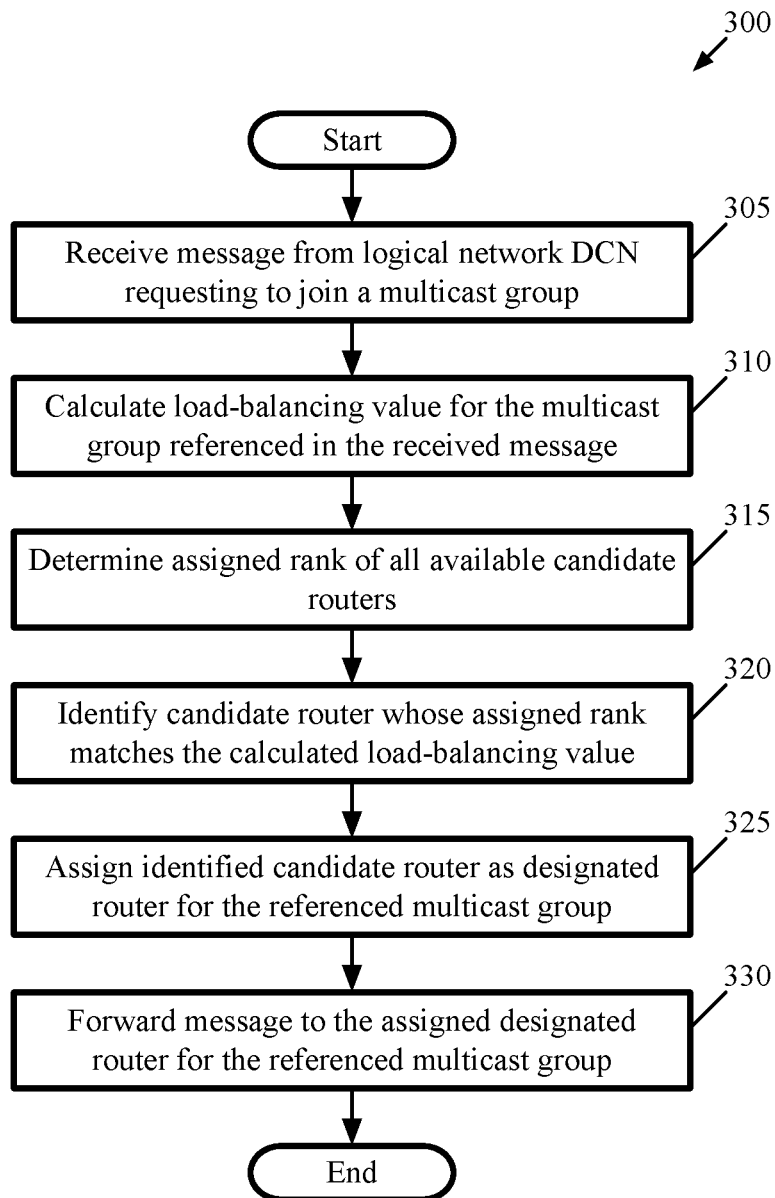 300
Start
305
Receive message from logical network DCN
requesting to join a multicast group
310
Calculate load-balancing value for the multicast
group referenced in the received message
315
Determine assigned rank of all available candidate
routers
320
Identify candidate router whose assigned rank
matches the calculated load-balancing value
325
Assign identified candidate router as designated
router for the referenced multicast group
330
Forward message to the assigned designated
router for the referenced multicast group
End